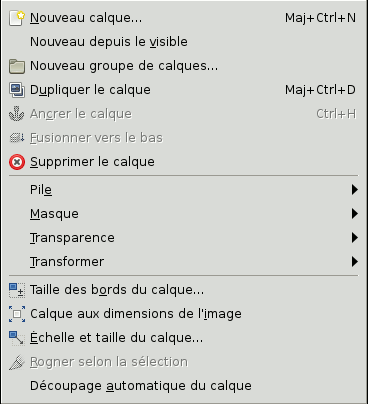 Nouveau calque... Maj+Ctrl+N
Nouveau depuis le visible
Nouveau groupe de calques...
Dupliquer le calque Maj+Ctrl+D
Ancrer le calque Ctrl+H
Fusionner vers le bas
Supprimer le calque
Pile
Masque
Transparence
Transformer
Taille des bords du calque...
Calque aux dimensions de l'image
Échelle et taille du calque...
Rogner selon la sélection
Découpage automatique du calque